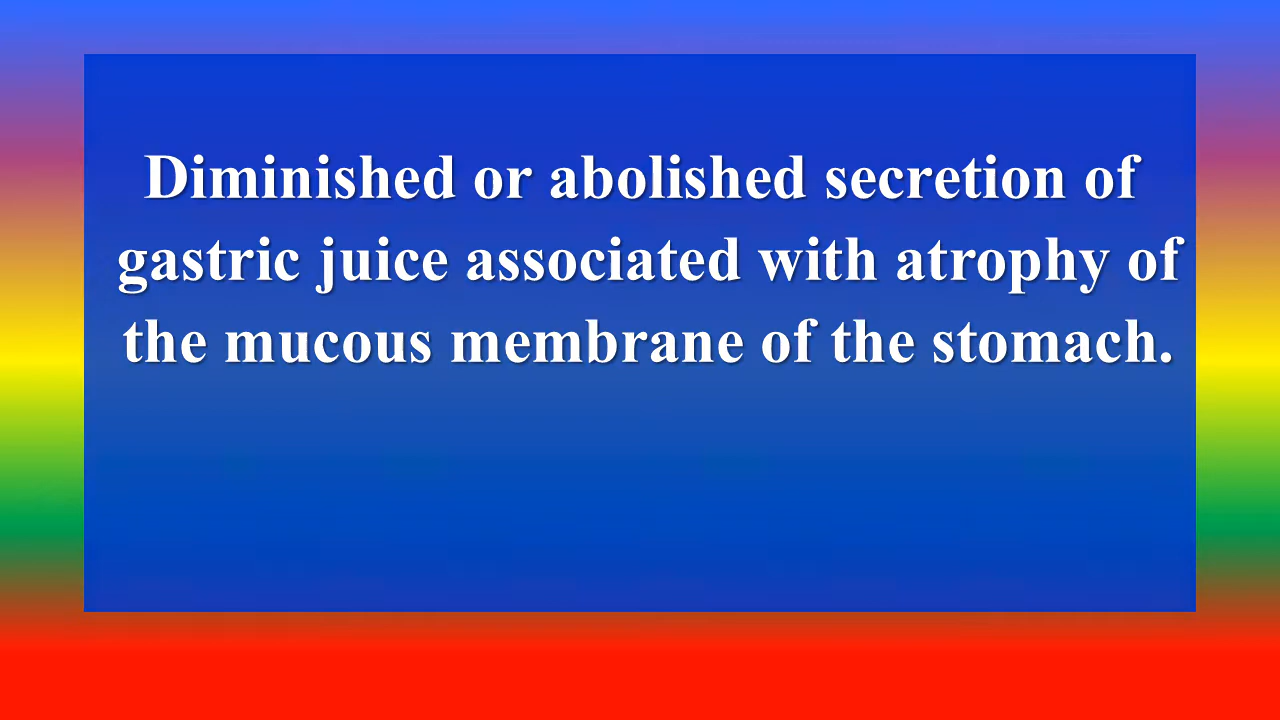 Diminished or abolished secretion of
gastric juice associated with atrophy of
the mucous membrane of the stomach.